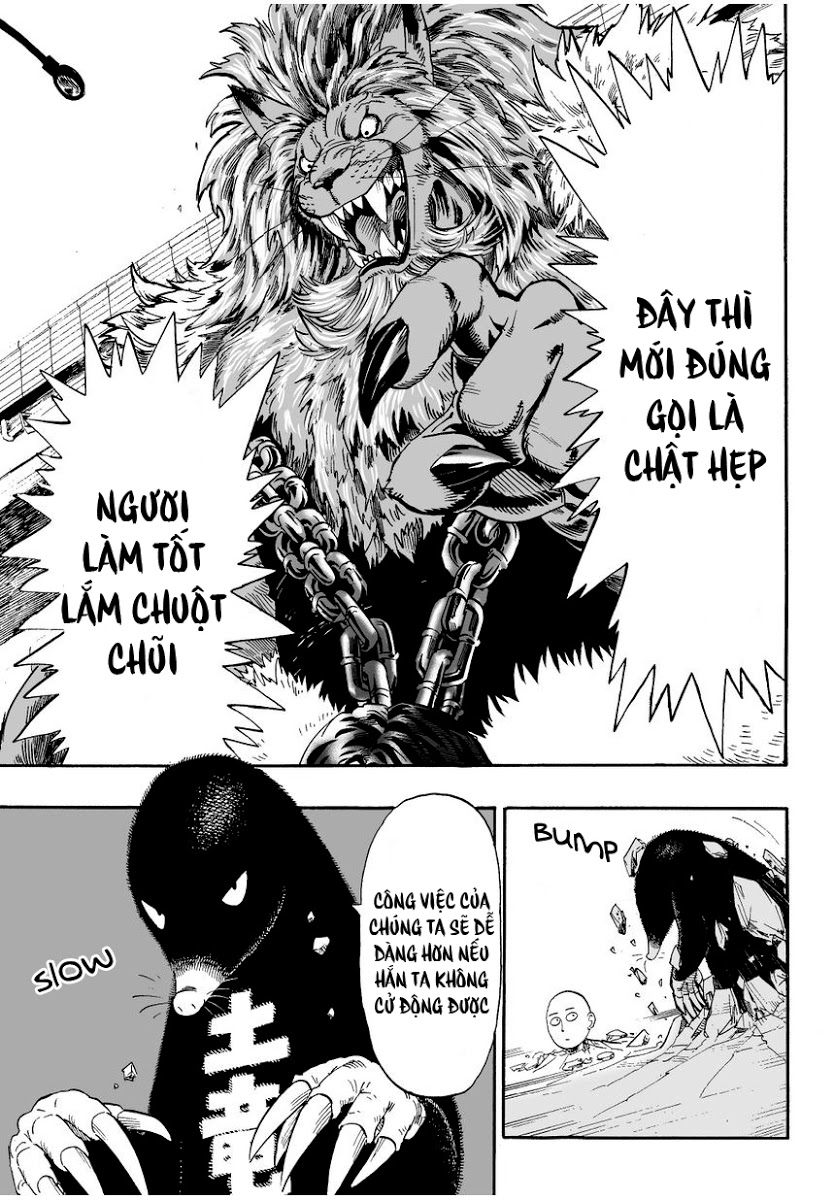 ĐÂY THÌ
MỚI ĐÚNG
GỌI LÀ
CHẬT HẸP
NGƯƠI
LÀM TỐT
LẮM CHUỘT
CHŨI
BUMP
CÔNG VIỆC CỦA
CHÚNG TA SẼ DỄ
DÀNG HƠN NẾU
HẮN TA KHÔNG
CỬ ĐỘNG ĐƯỢC
SLOW
土竜